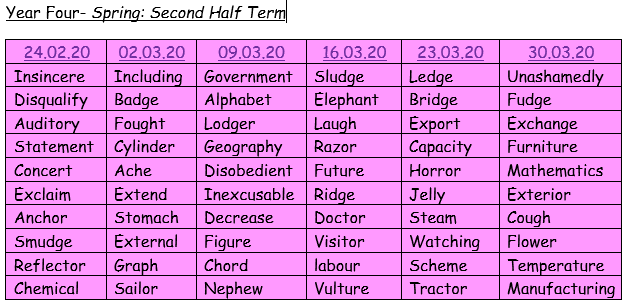 Year Four- Spring: Second Half Term
24.02.20 02.03.20 09.03.20 16.03.20 23.03.20 30.03.20
Insincere Including Government Sludge Ledge Unashamedly
Disqualify Badge Alphabet Elephant Bridge Fudge
Auditory Fought Lodger Laugh Export Exchange
Statement Cylinder Geography Razor Capacity Furniture
Concert Ache Disobedient Future Horror Mathematics
Exclaim Extend Inexcusable Ridge Jelly Exterior
Anchor Stomach Decrease Doctor Steam Cough
Smudge External Figure Visitor Watching Flower
Reflector Graph Chord labour Scheme Temperature
Chemical Sailor Nephew Vulture Tractor Manufacturing